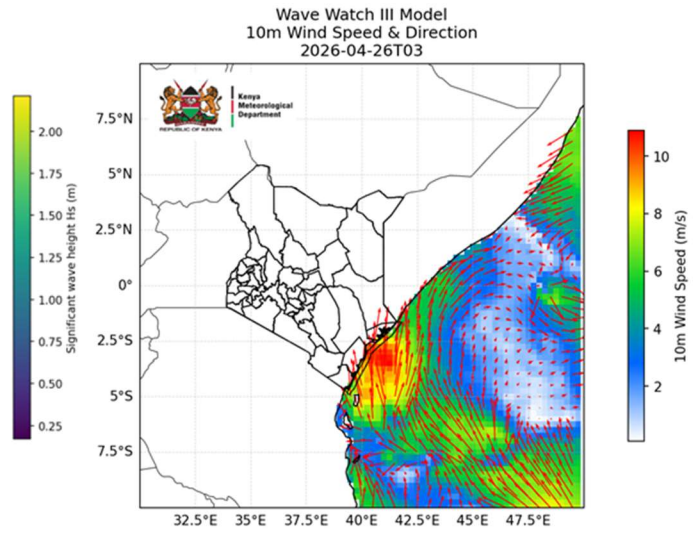 Wave Watch III Model
10m Wind Speed & Direction
2026-04-26T03
Kenya
Meteorological
Department
REPUBLIC OF KENYA
7.5°N
5°N
2.5°N
0°
2.5°S
5°S
7.5°S
32.5°E 35°E 37.5°E 40°E 42.5°E 45°E 47.5°E
2.00
1.75
1.50
1.25
1.00
0.75
0.50
0.25
Significant wave height Hs (m)
10
8
6
4
2
10m Wind Speed (m/s)